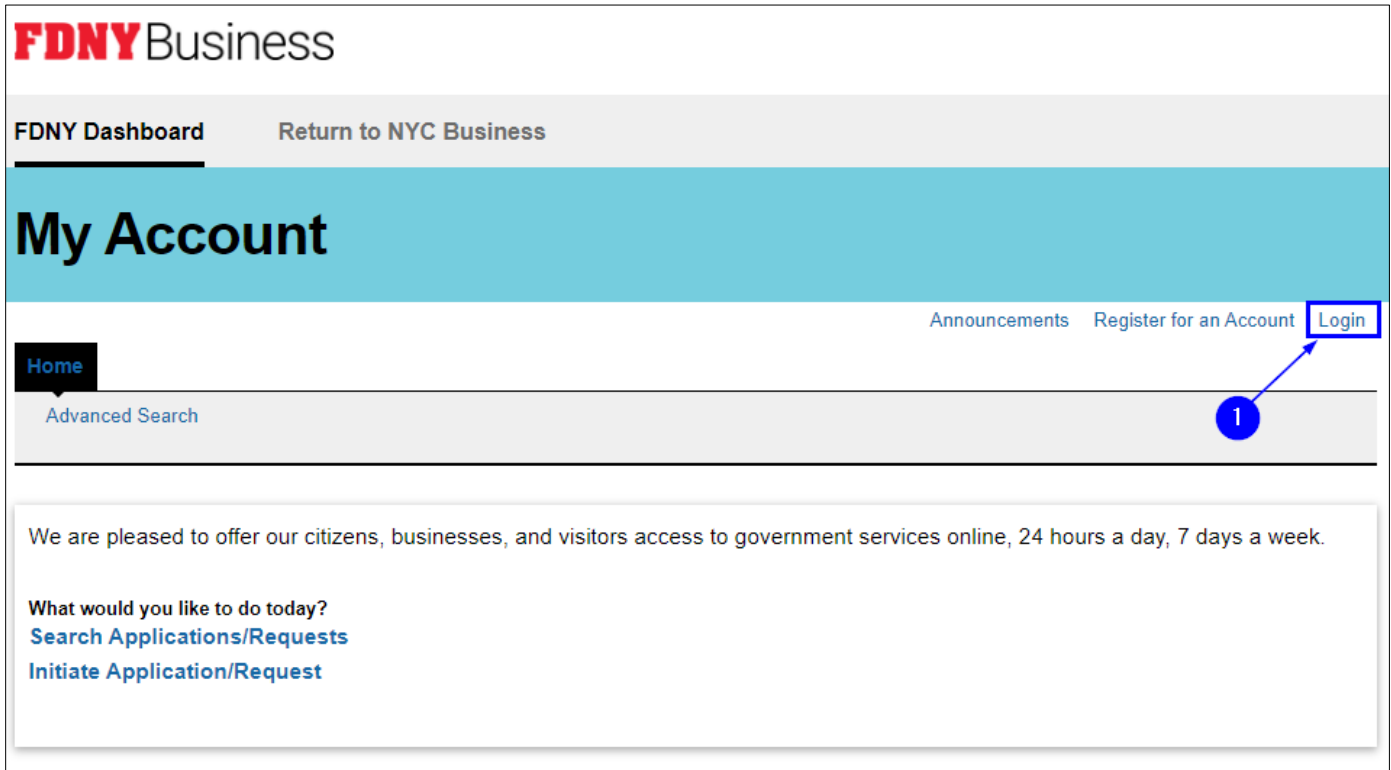 FDNY Business
FDNY Dashboard Return to NYC Business
My Account
Announcements Register for an Account Login
Home
1
Advanced Search
We are pleased to offer our citizens, businesses, and visitors access to government services online, 24 hours a day, 7 days a week.
What would you like to do today?
Search Applications/Requests
Initiate Application/Request